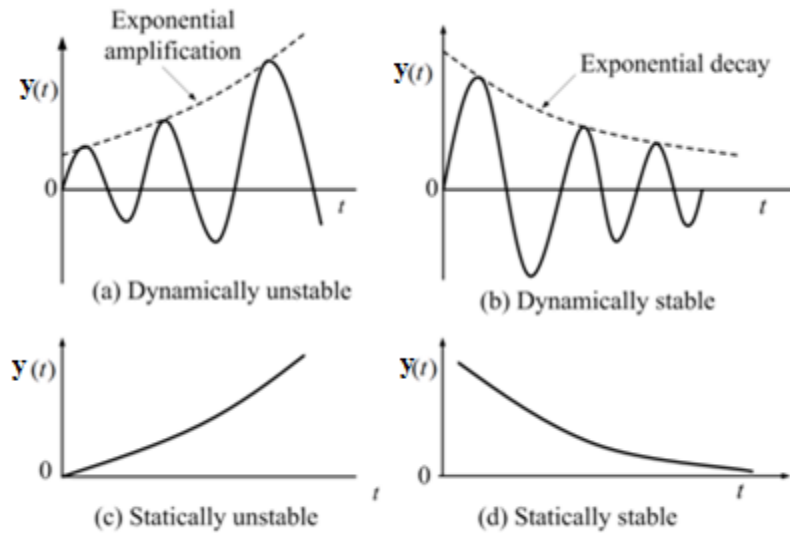 Exponential
amplification
y(t)
0
t
(a) Dynamically unstable
y(t)
Exponential decay
0
t
(b) Dynamically stable
y (t)
0
t
(c) Statically unstable
y(t)
0
t
(d) Statically stable